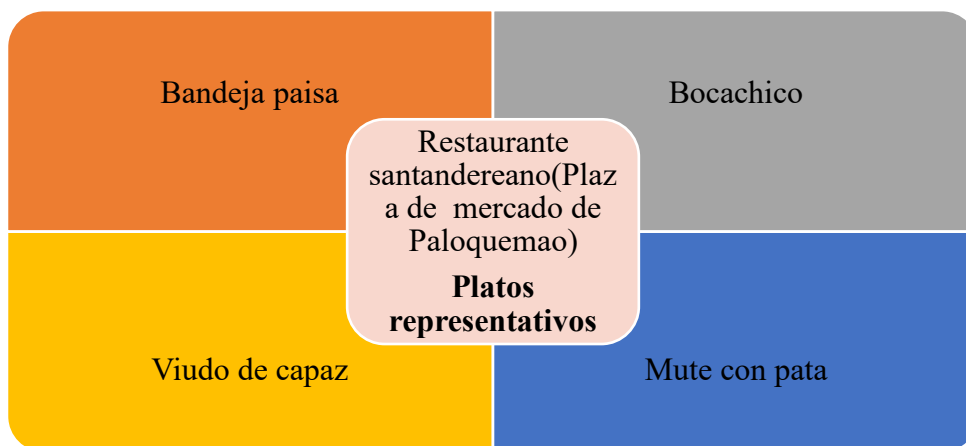 Bandeja paisa
Bocachico
Restaurante
santandereano(Plaz
a de mercado de
Paloquemao)
Platos
representativos
Viudo de capaz
Mute con pata